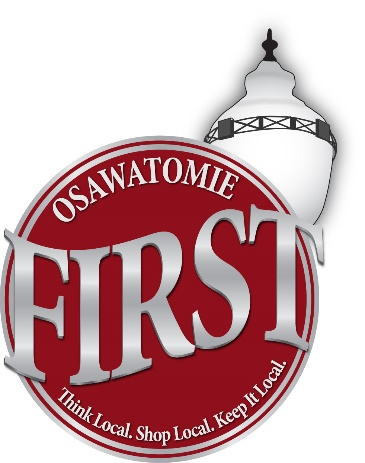 OSAWATOMIE
FIRST
Think Local. Shop Local. Keep It Local.